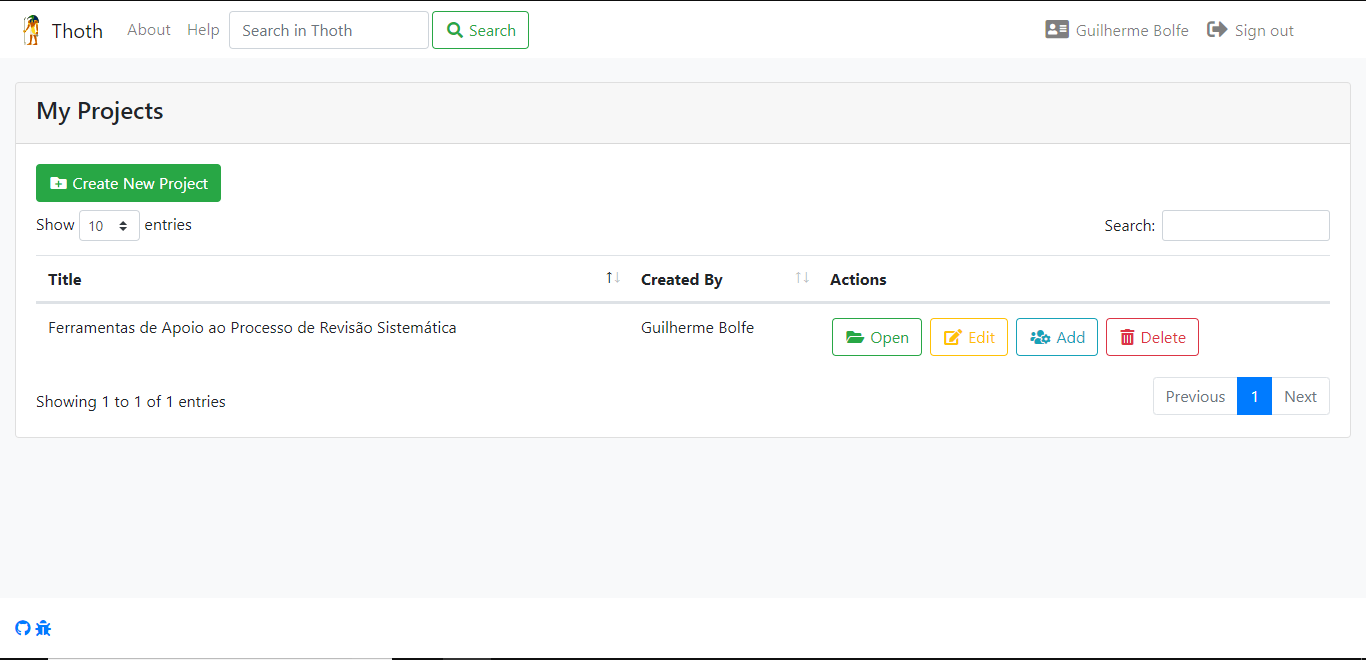 Thoth About Help Search in Thoth Search Guilherme Bolfe Sign out
My Projects
Create New Project
Show 10 entries Search:
Title Created By Actions
Ferramentas de Apoio ao Processo de Revisão Sistemática Guilherme Bolfe Open Edit Add Delete
Showing 1 to 1 of 1 entries Previous 1 Next